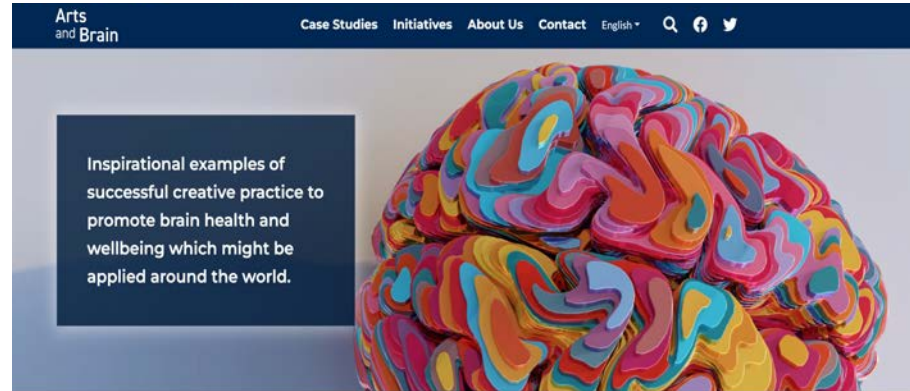 Arts
and Brain
Case Studies Initiatives About Us Contact English
Inspirational examples of
successful creative practice to
promote brain health and
wellbeing which might be
applied around the world.